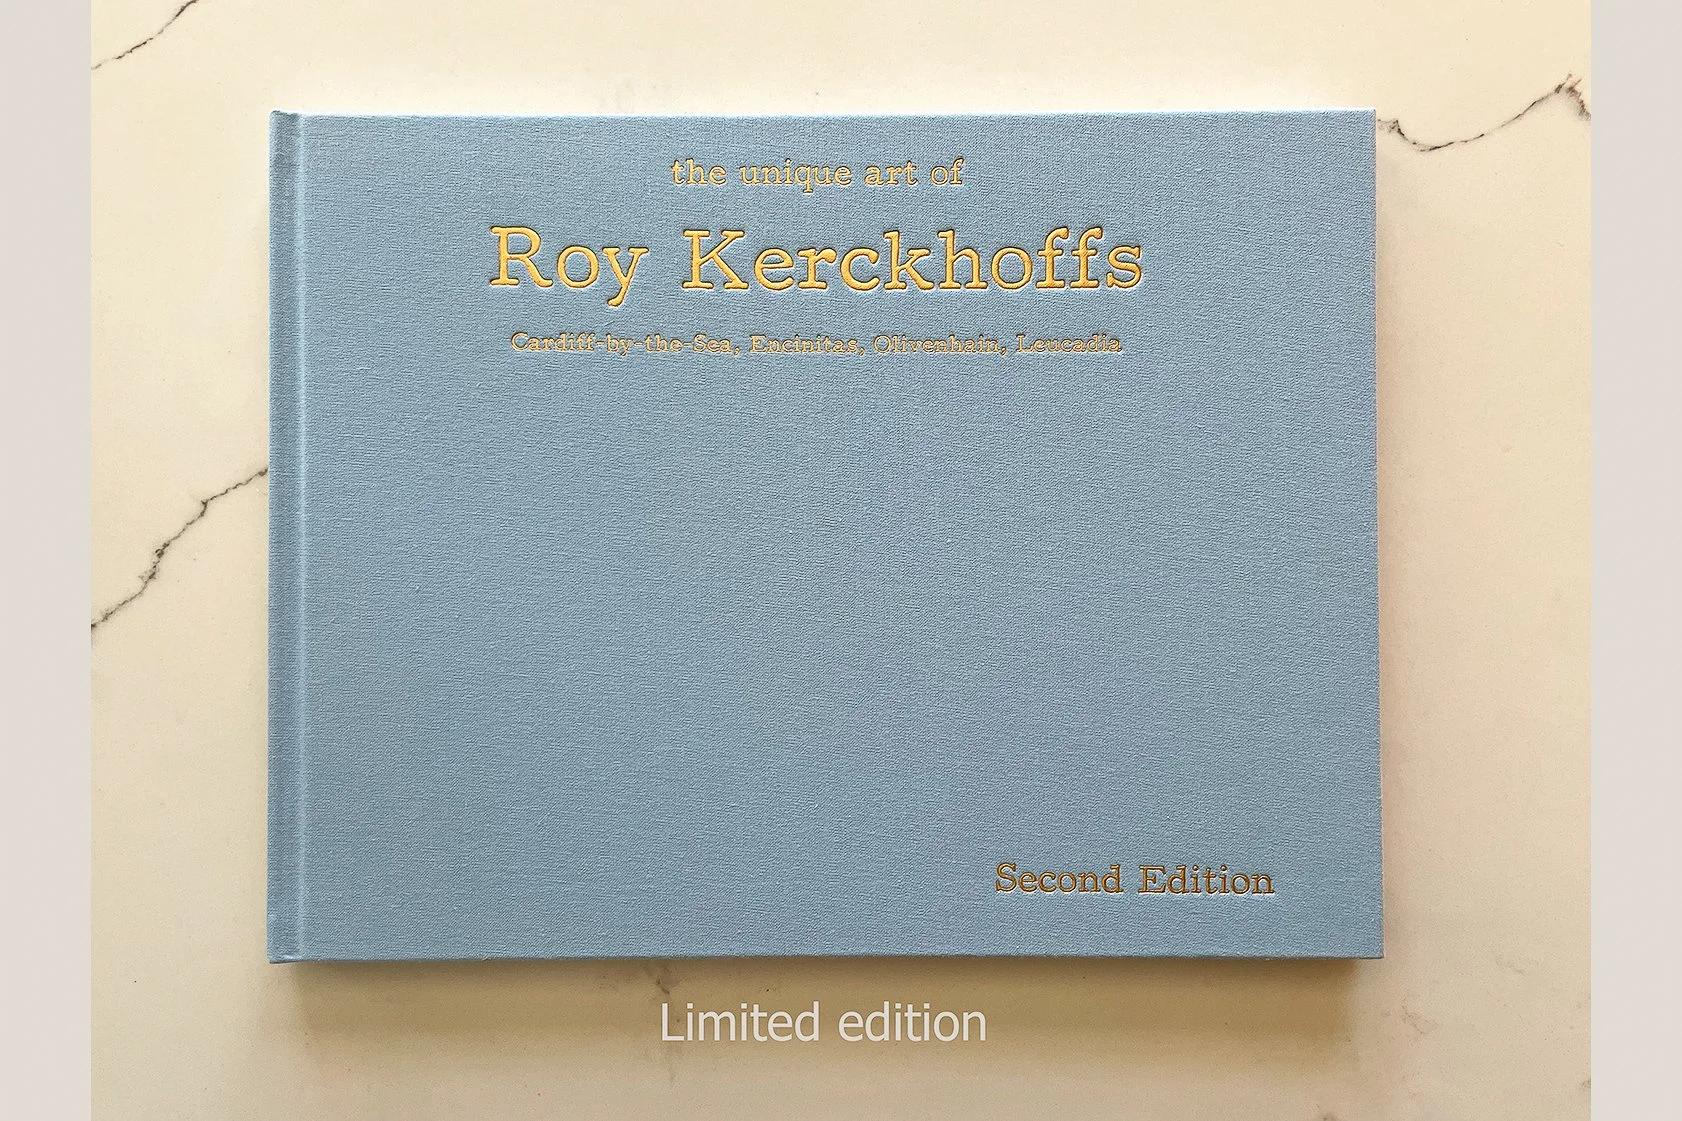 the unique art of
Roy Kerckhoffs
Cardiff-by-the-Sea, Encinitas, Olivenhain, Leucadia
Second Edition
Limited edition